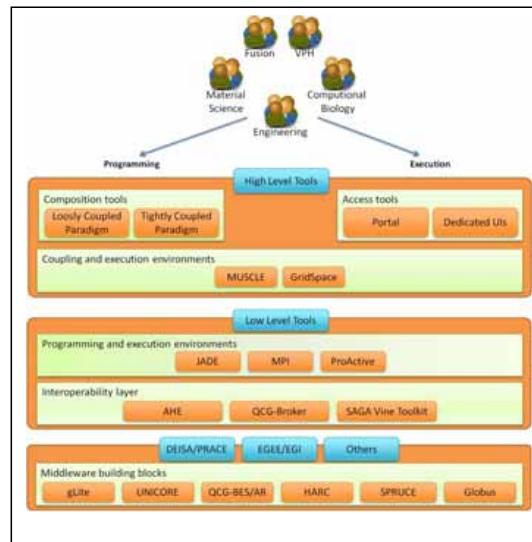 Fusion VPH
Material Science
Computational Biology
Engineering
Programming
Execution
High Level Tools
Composition tools
Loosly Coupled Paradigm
Tightly Coupled Paradigm
Access tools
Portal
Dedicated UIs
Coupling and execution environments
MUSCLE
GridSpace
Low Level Tools
Programming and execution environments
JADE
MPI
ProActive
Interoperability layer
AHE
QCG-Broker
SAGA Vine Toolkit
DEISA/PRACE
EGEE/EGI
Others
Middleware building blocks
gLite
UNICORE
QCG-BES/AR
HARC
SPRUCE
Globus